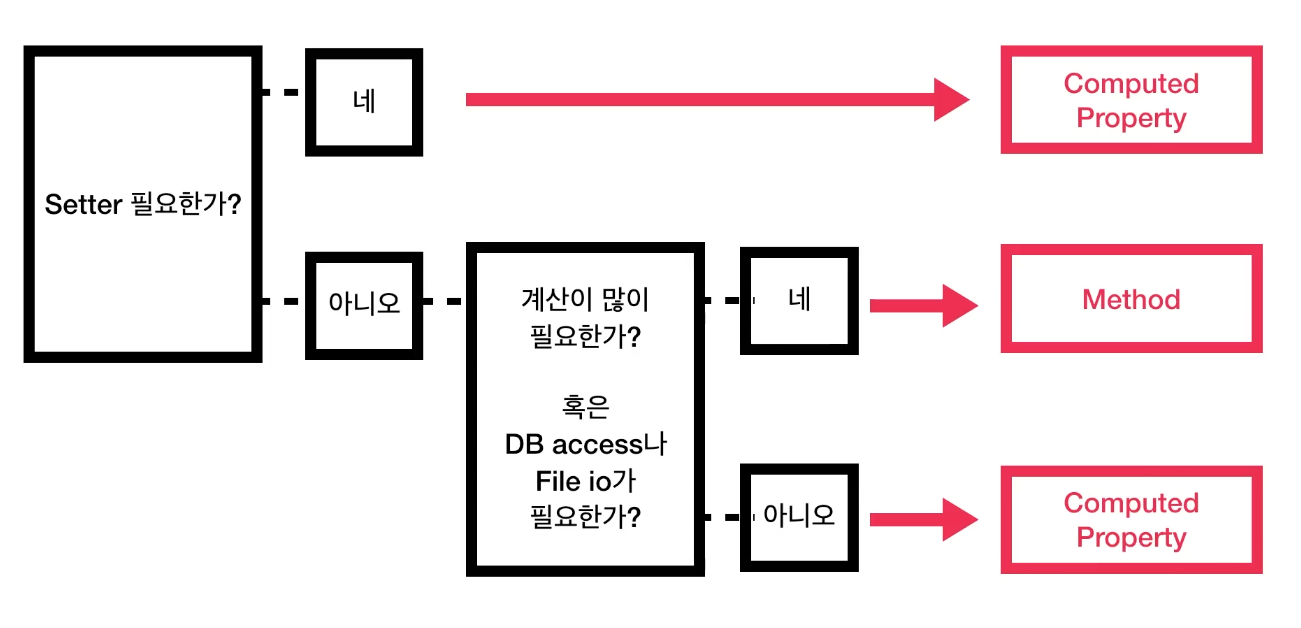 Setter 필요한가?
네
Computed
Property
아니오
계산이 많이
필요한가?
혹은
DB access나
File io가
필요한가?
네
Method
아니오
Computed
Property